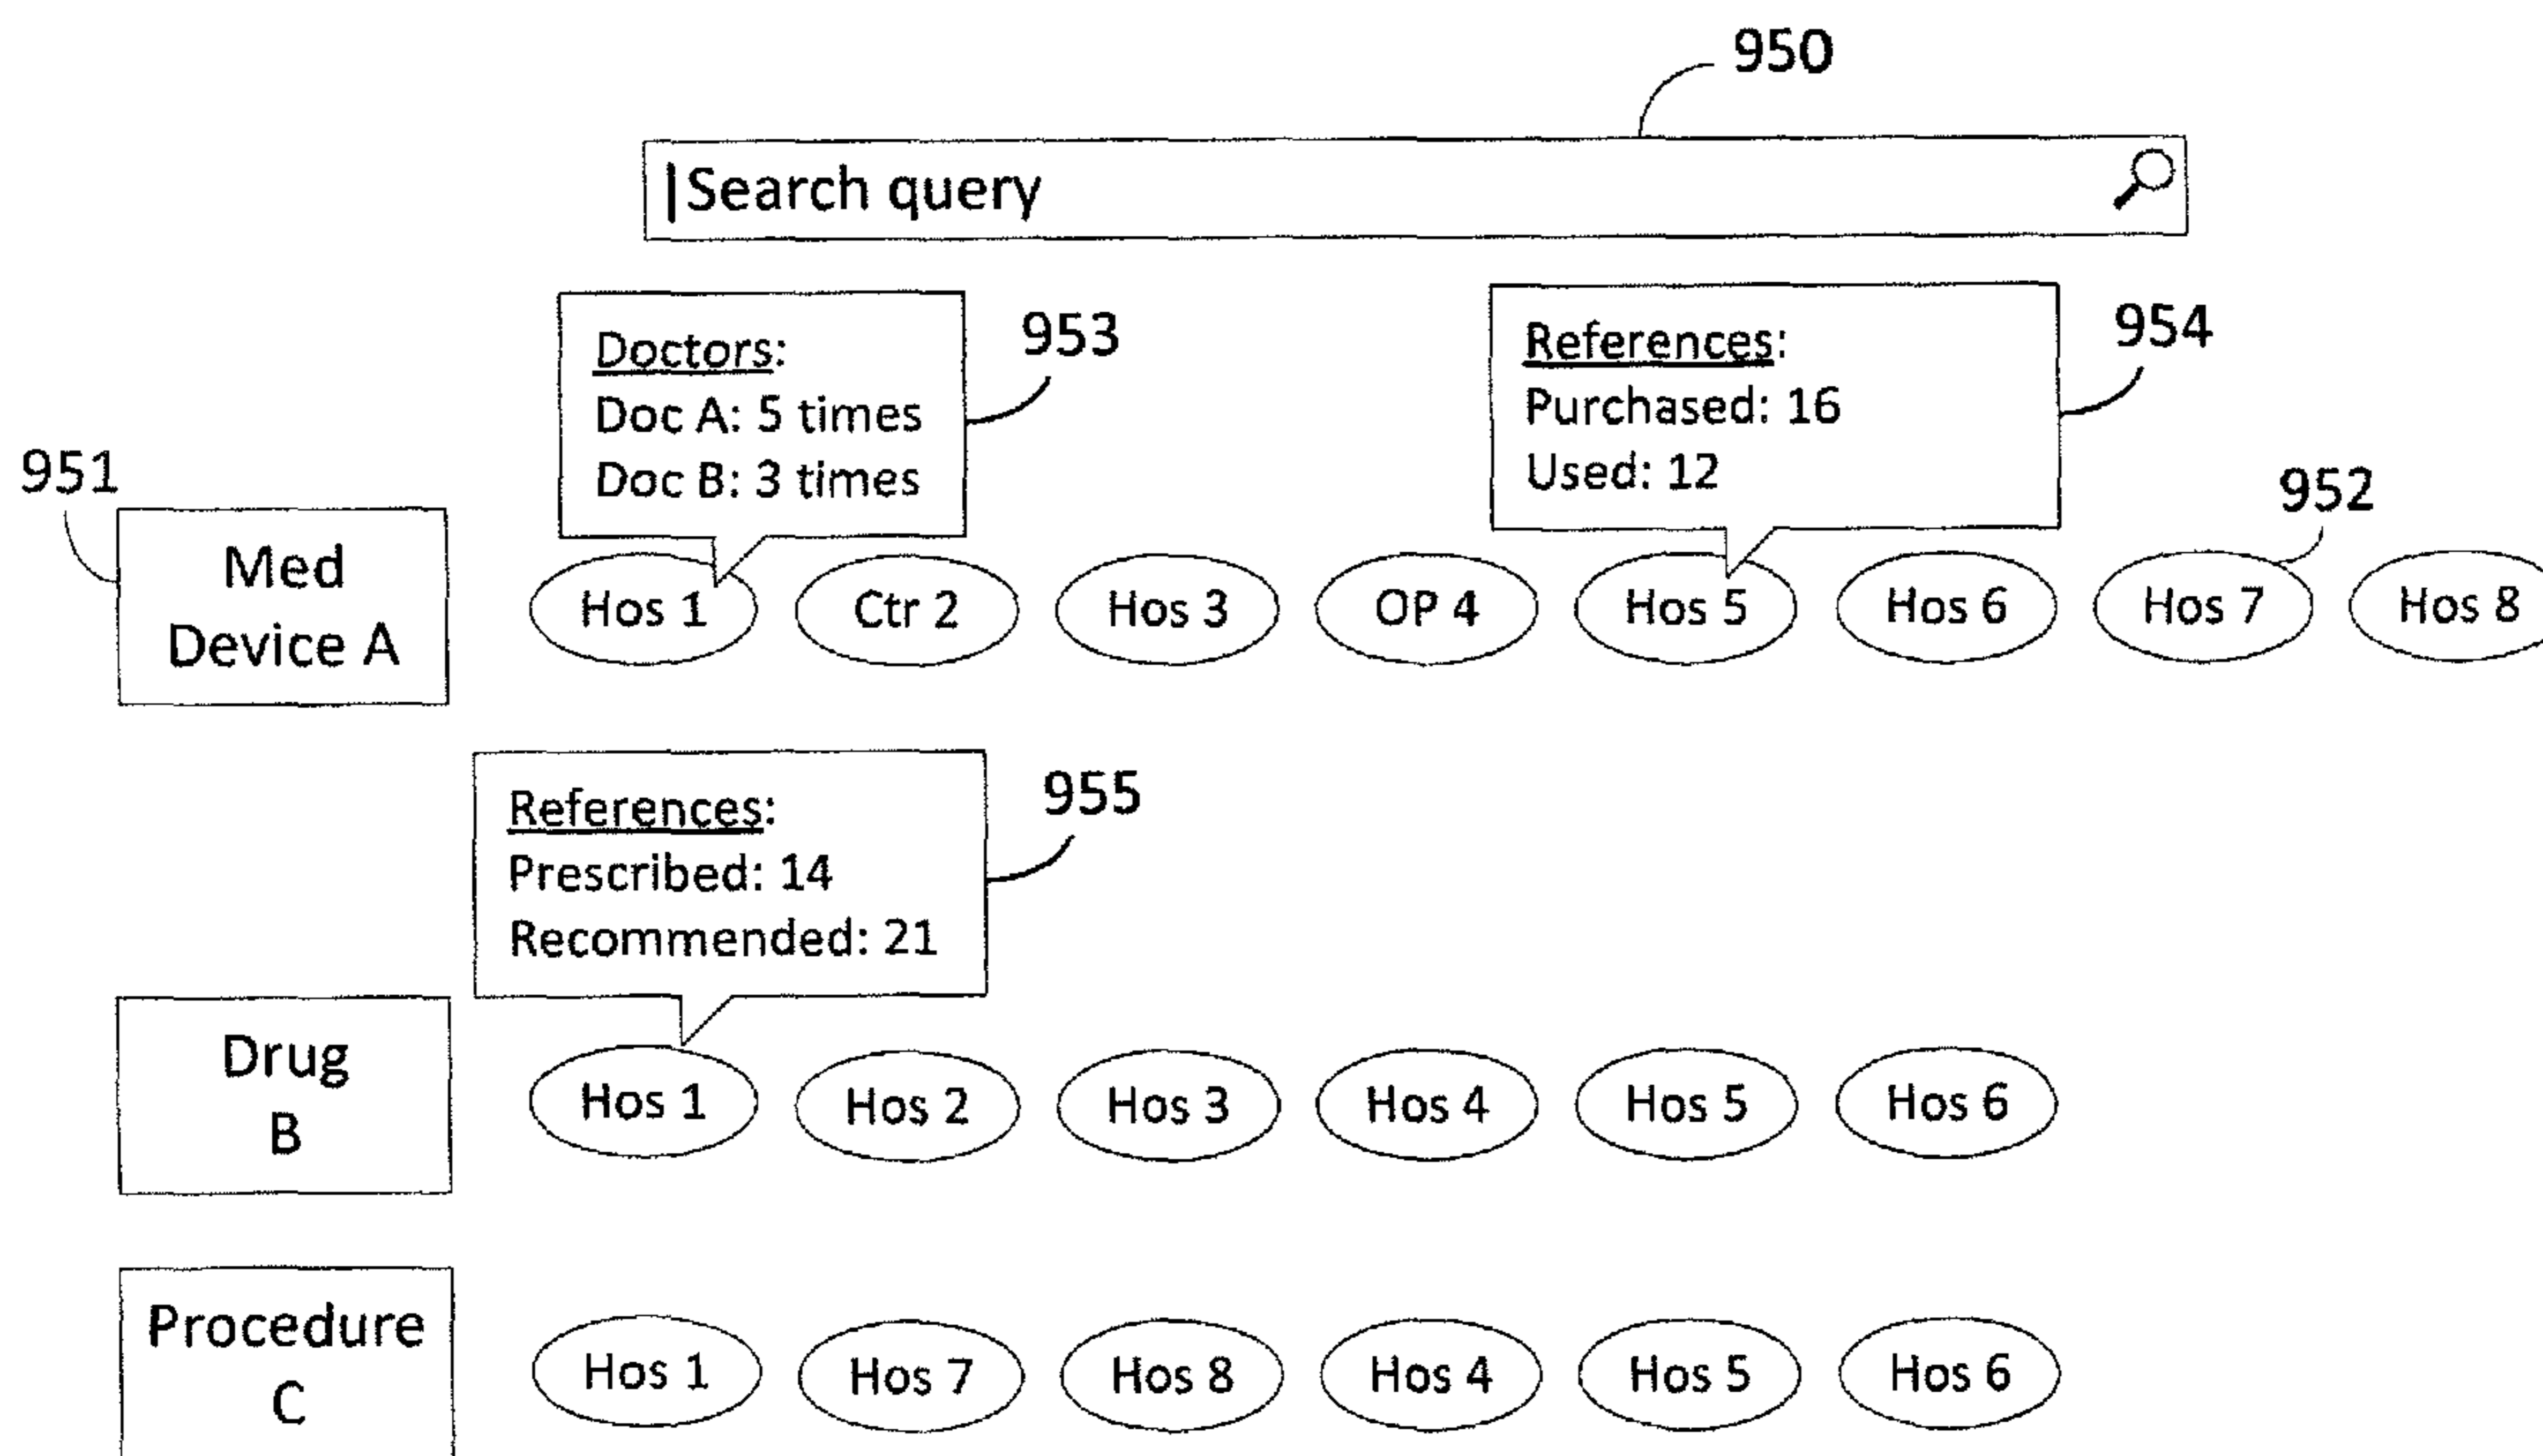 950
Search query
Doctors:
Doc A: 5 times
Doc B: 3 times
953
References:
Purchased: 16
Used: 12
954
951
952
Med
Device A
Hos 1
Ctr 2
Hos 3
OP 4
Hos 5
Hos 6
Hos 7
Hos 8
References:
Prescribed: 14
Recommended: 21
955
Drug
B
Hos 1
Hos 2
Hos 3
Hos 4
Hos 5
Hos 6
Procedure
C
Hos 1
Hos 7
Hos 8
Hos 4
Hos 5
Hos 6